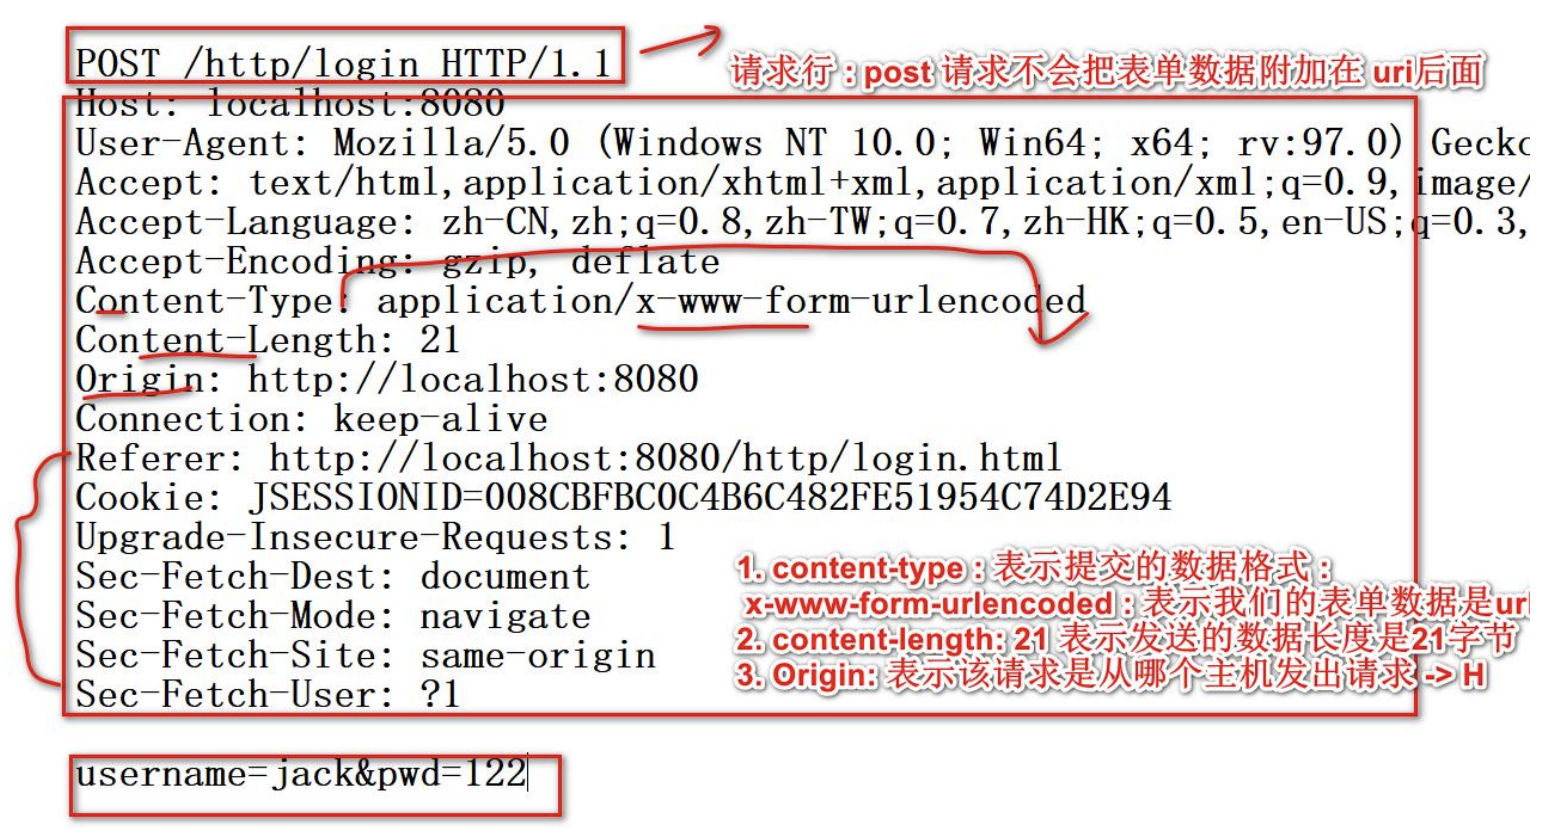 POST /http/login HTTP/1.1
请求行 : post 请求不会把表单数据附加在 uri后面
Host: localhost:8080
User-Agent: Mozilla/5.0 (Windows NT 10.0; Win64; x64; rv:97.0) Gecko
Accept: text/html,application/xhtml+xml,application/xml;q=0.9,image/
Accept-Language: zh-CN,zh;q=0.8,zh-TW;q=0.7,zh-HK;q=0.5,en-US;q=0.3,
Accept-Encoding: gzip, deflate
Content-Type: application/x-www-form-urlencoded
Content-Length: 21
Origin: http://localhost:8080
Connection: keep-alive
Referer: http://localhost:8080/http/login.html
Cookie: JSESSIONID=008CBFBC0C4B6C482FE51954C74D2E94
Upgrade-Insecure-Requests: 1
Sec-Fetch-Dest: document
Sec-Fetch-Mode: navigate
Sec-Fetch-Site: same-origin
Sec-Fetch-User: ?1
1. content-type : 表示提交的数据格式 :
x-www-form-urlencoded : 表示我们的表单数据是url
2. content-length: 21 表示发送的数据长度是21字节
3. Origin: 表示该请求是从哪个主机发出请求 -> H
username=jack&pwd=122